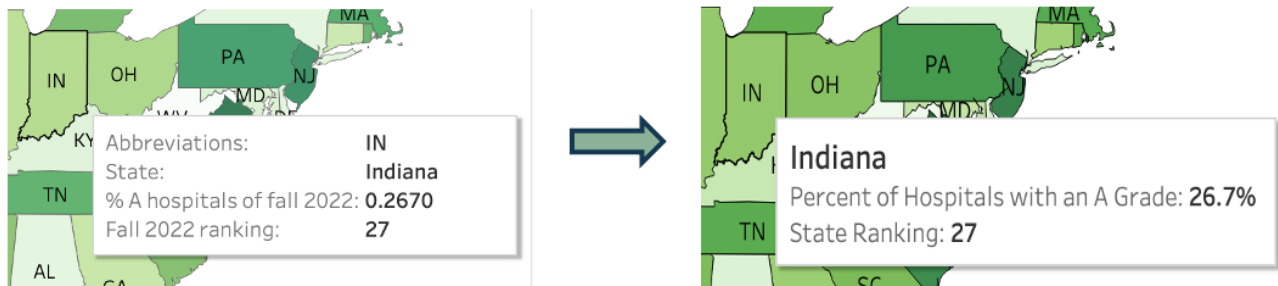 MA
PA
IN
OH
NJ
MD
KY
Abbreviations: IN
State: Indiana
% A hospitals of fall 2022: 0.2670
Fall 2022 ranking: 27
TN
AL
MA
PA
IN
OH
NJ
MD
Indiana
Percent of Hospitals with an A Grade: 26.7%
State Ranking: 27
TN
SC